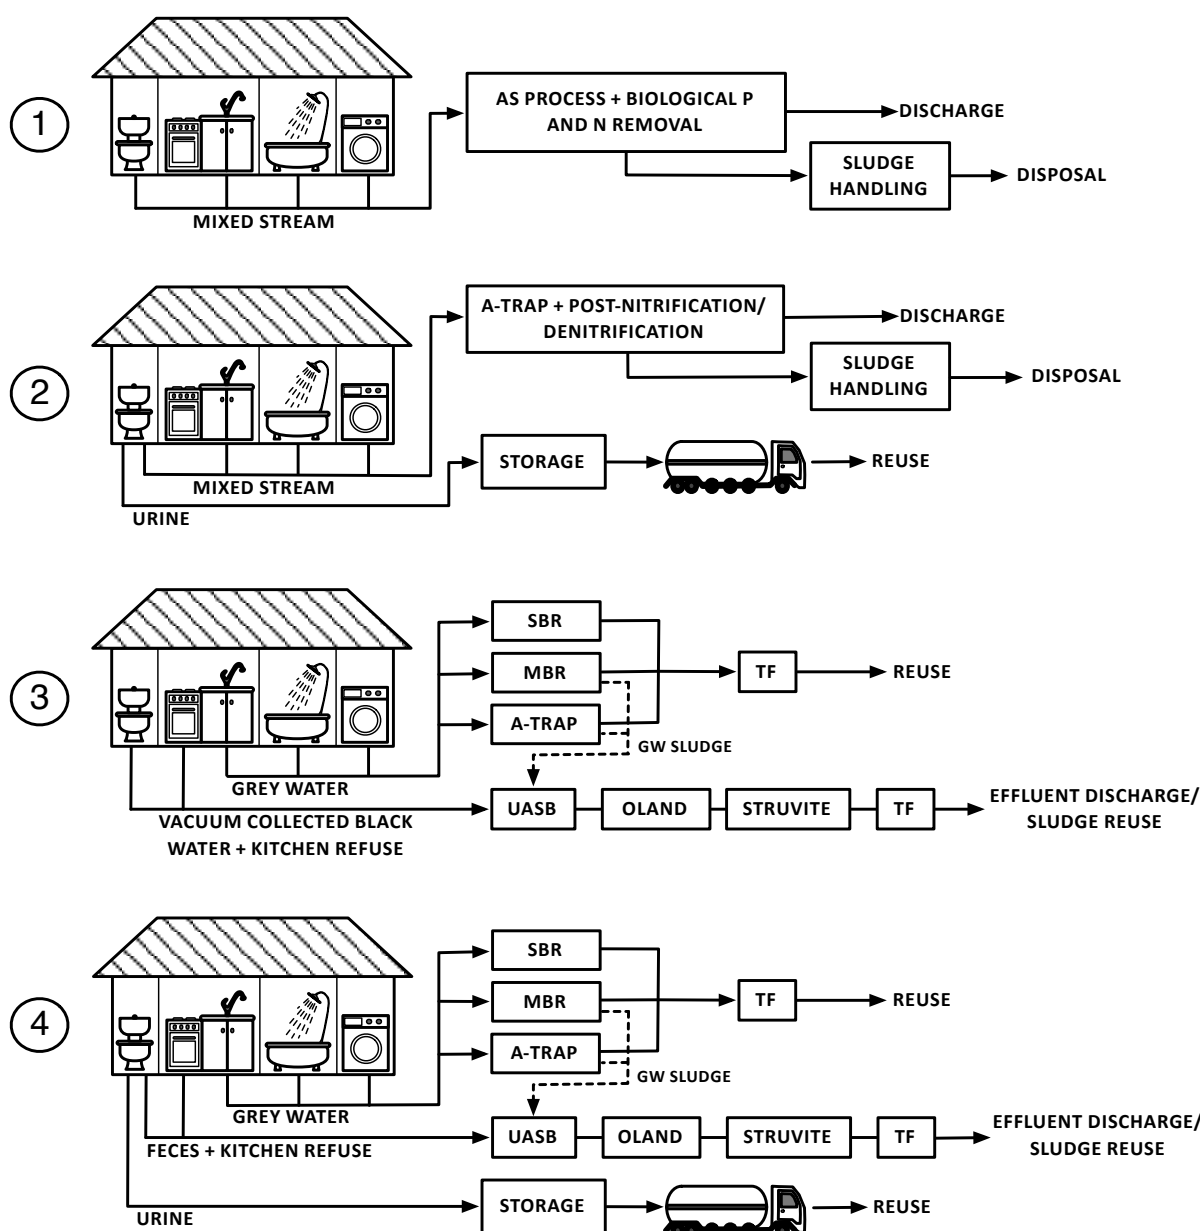 1
AS PROCESS + BIOLOGICAL P
AND N REMOVAL
DISCHARGE
SLUDGE
HANDLING
DISPOSAL
MIXED STREAM
2
A-TRAP + POST-NITRIFICATION/
DENITRIFICATION
DISCHARGE
SLUDGE
HANDLING
DISPOSAL
STORAGE
REUSE
MIXED STREAM
URINE
3
SBR
MBR
TF
REUSE
A-TRAP
GW SLUDGE
GREY WATER
UASB
OLAND
STRUVITE
TF
EFFLUENT DISCHARGE/
SLUDGE REUSE
VACUUM COLLECTED BLACK
WATER + KITCHEN REFUSE
4
SBR
MBR
TF
REUSE
A-TRAP
GW SLUDGE
GREY WATER
UASB
OLAND
STRUVITE
TF
EFFLUENT DISCHARGE/
SLUDGE REUSE
FECES + KITCHEN REFUSE
STORAGE
REUSE
URINE